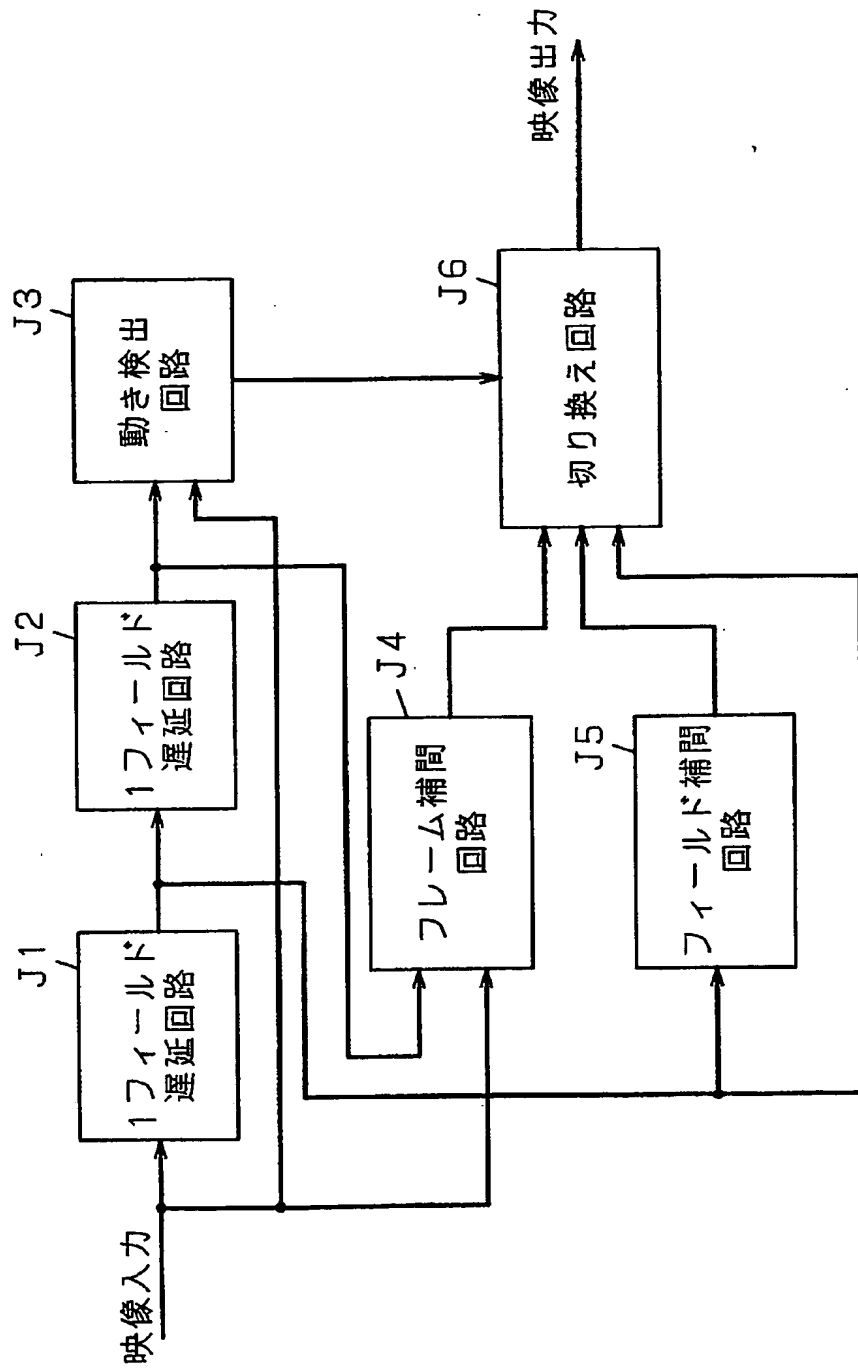 J1
1フィールド
遅延回路
J2
1フィールド
遅延回路
J3
動き検出
回路
映像入力
J4
フレーム補間
回路
J5
フィールド補間
回路
J6
切り換え回路
映像出力